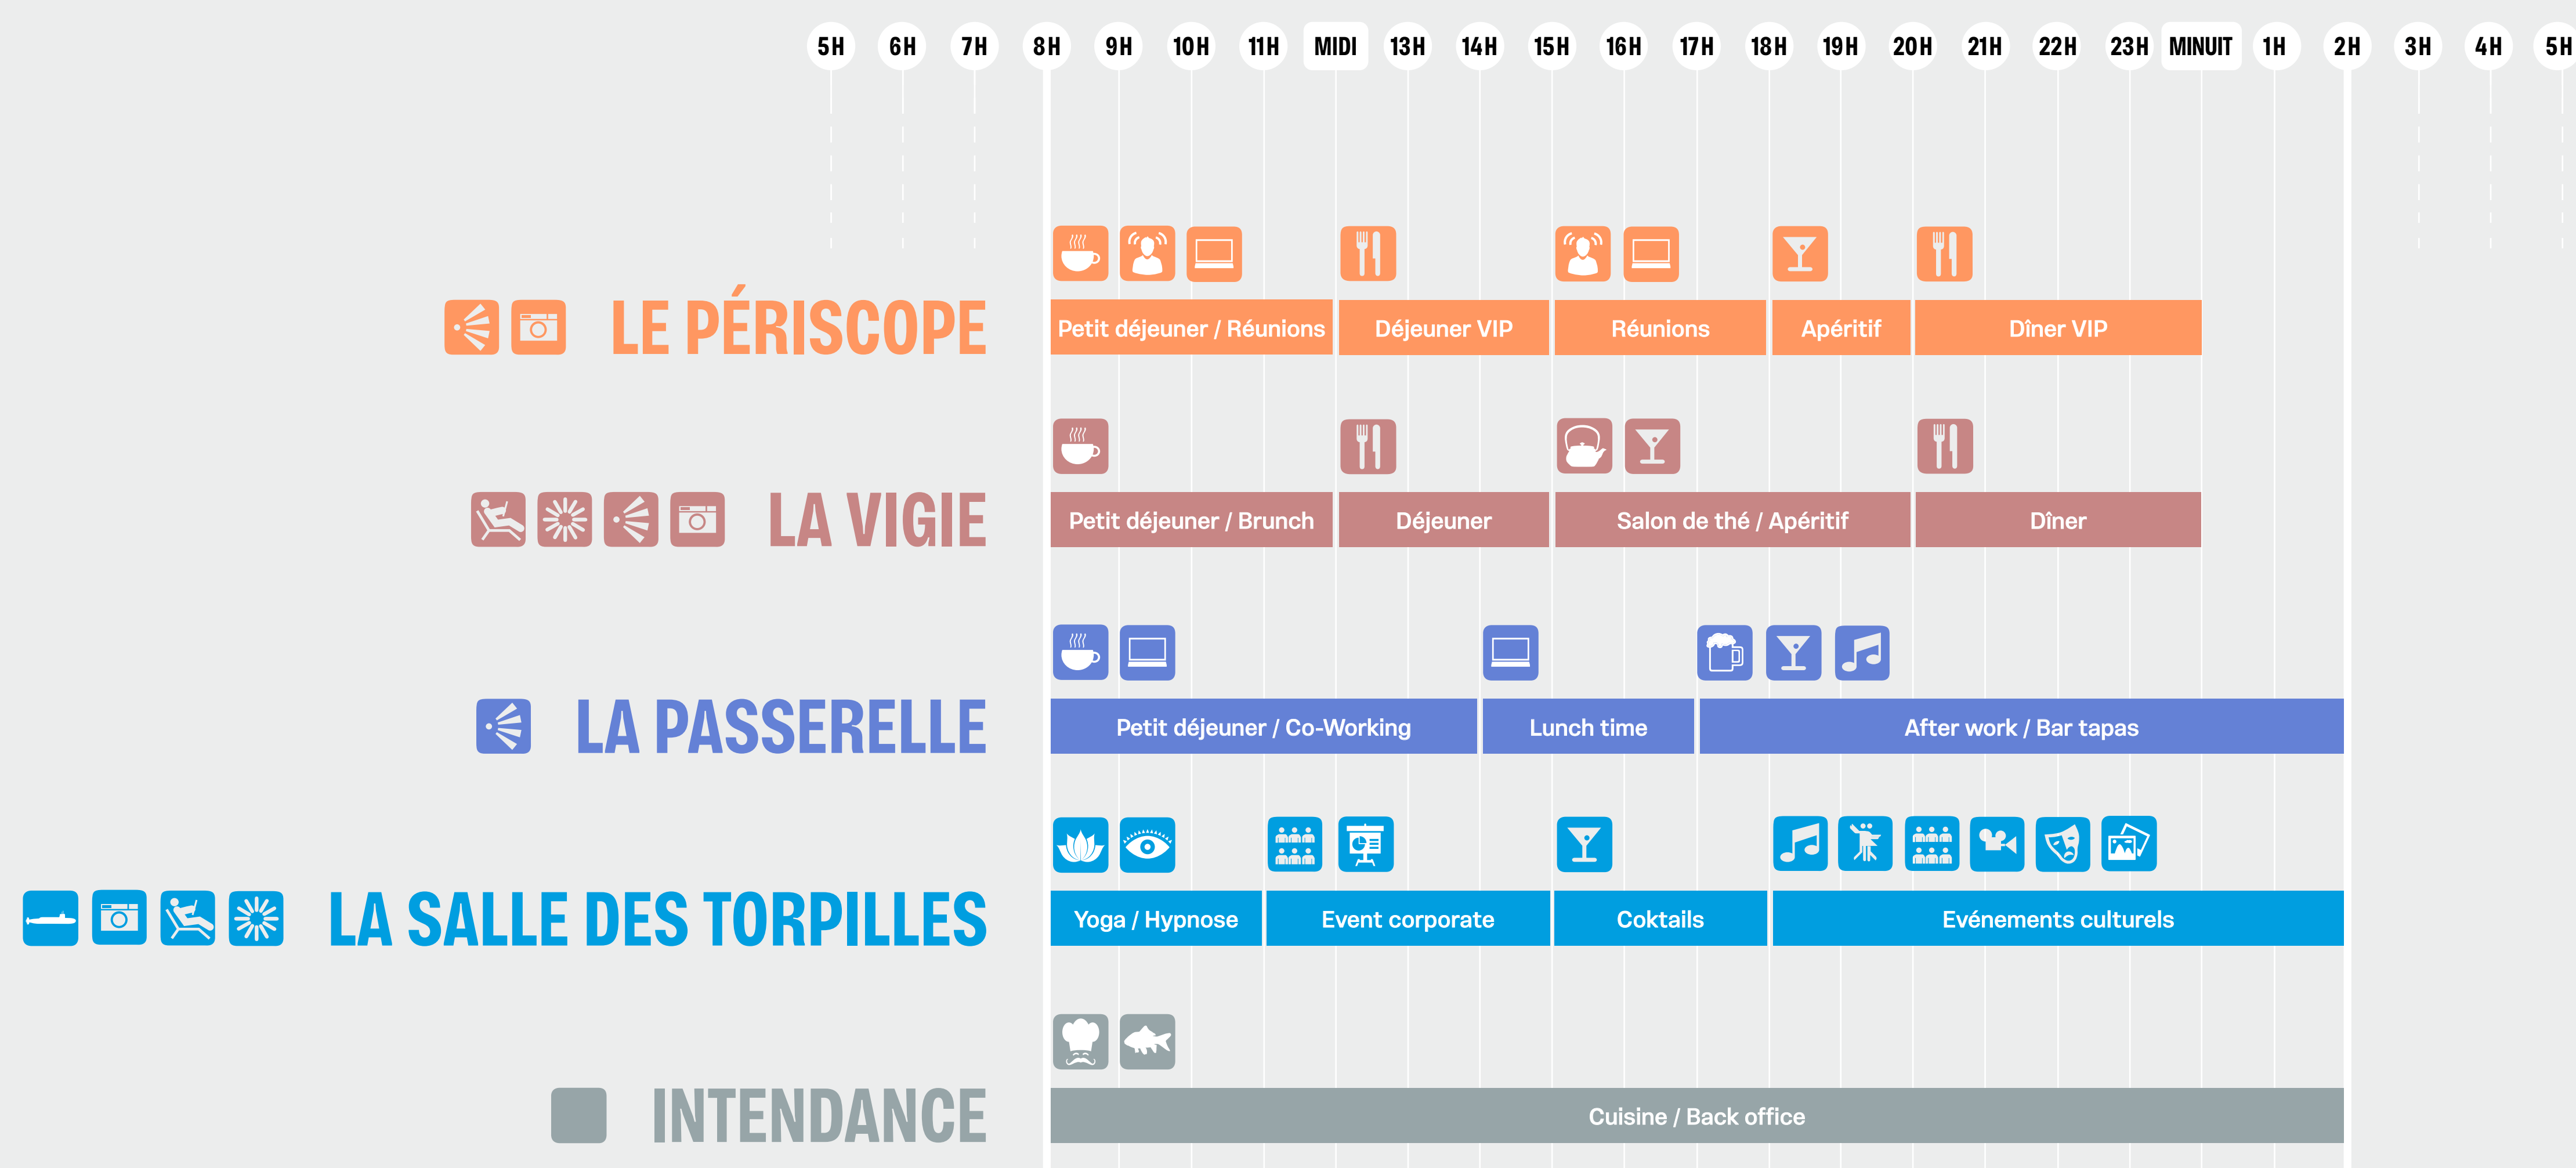 5H 6H 7H 8H 9H 10H 11H MIDI 13H 14H 15H 16H 17H 18H 19H 20H 21H 22H 23H MINUIT 1H 2H 3H 4H 5H
LE PÉRISCOPE
Petit déjeuner / Réunions
Déjeuner VIP
Réunions
Apéritif
Dîner VIP
LA VIGIE
Petit déjeuner / Brunch
Déjeuner
Salon de thé / Apéritif
Dîner
LA PASSERELLE
Petit déjeuner / Co-Working
Lunch time
After work / Bar tapas
LA SALLE DES TORPILLES
Yoga / Hypnose
Event corporate
Coktails
Evénements culturels
INTENDANCE
Cuisine / Back office